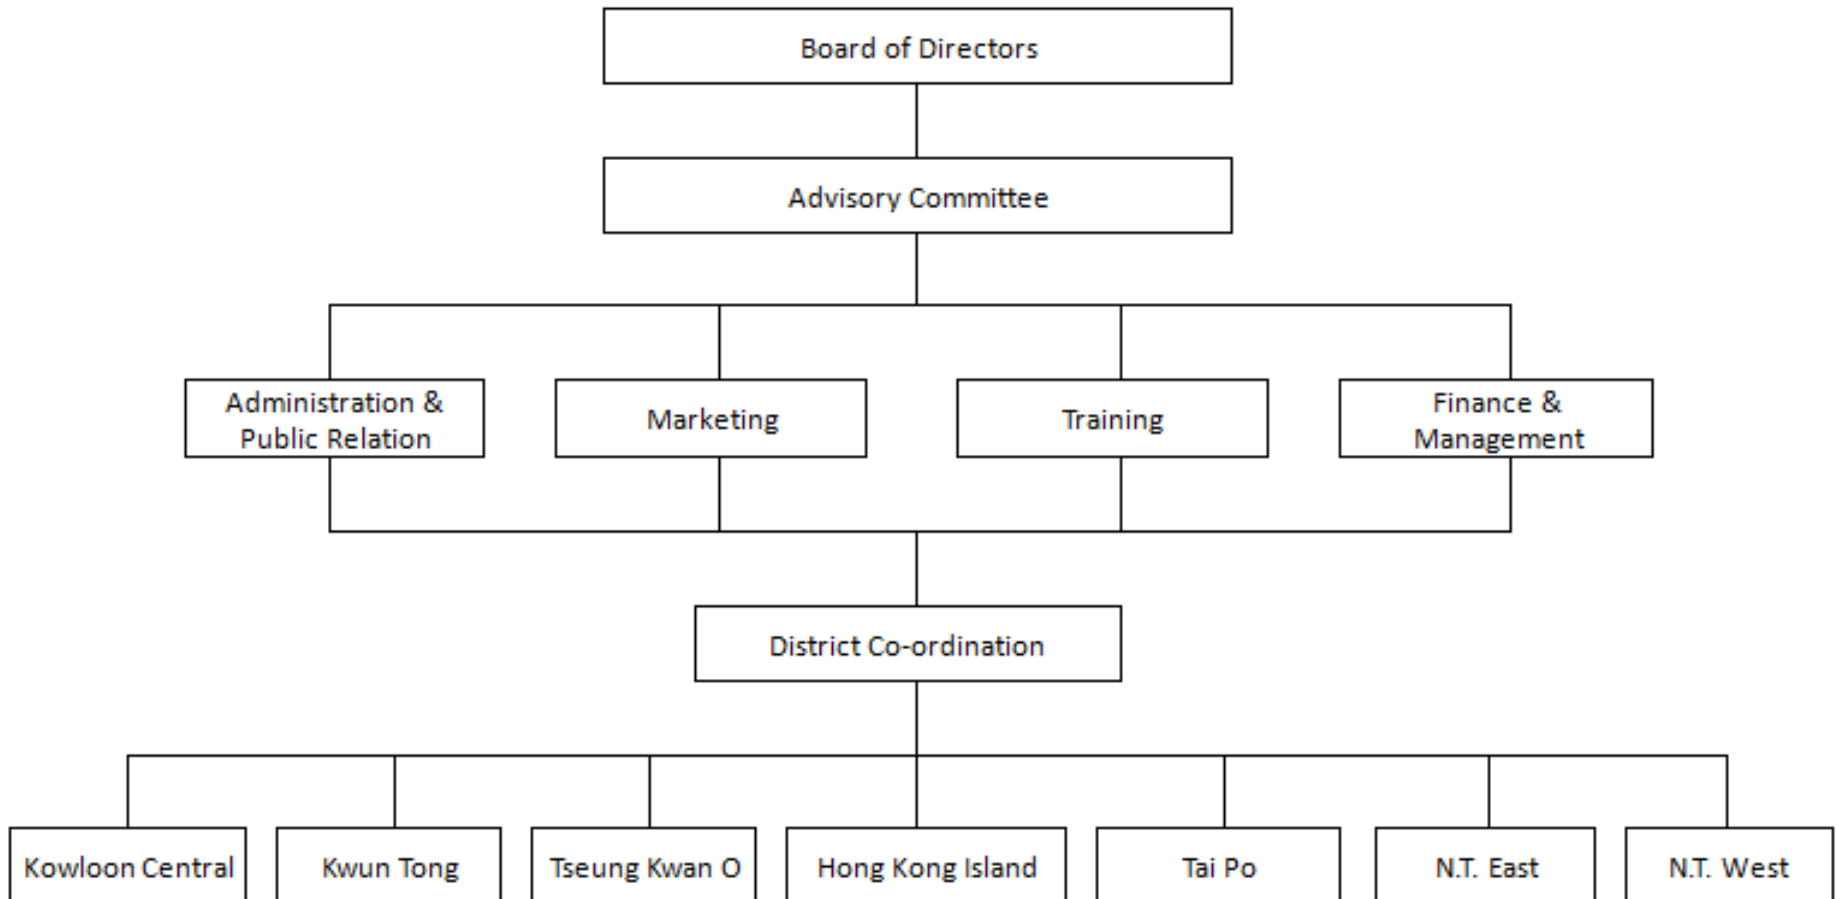 Board of Directors
Advisory Committee
Administration &
Public Relation
Marketing
Training
Finance &
Management
District Co-ordination
Kowloon Central
Kwun Tong
Tseung Kwan O
Hong Kong Island
Tai Po
N.T. East
N.T. West